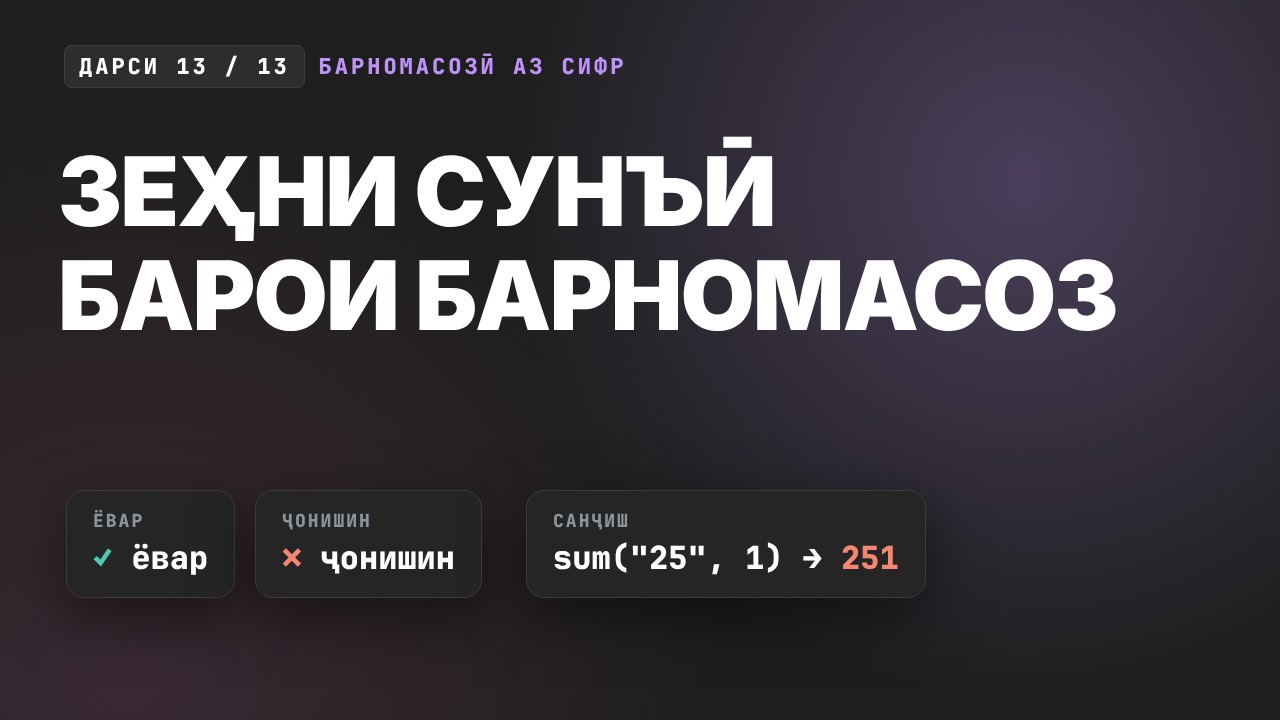 ДАРСИ 13 / 13 БАРНОМАСОЗӢ АЗ СИФР
ЗЕҲНИ СУНЪӢ
БАРОИ БАРНОМАСОЗ
ЁВАР
✓ ёвар
ҶОНИШИН
✕ ҷонишин
САНҶИШ
sum("25", 1) → 251